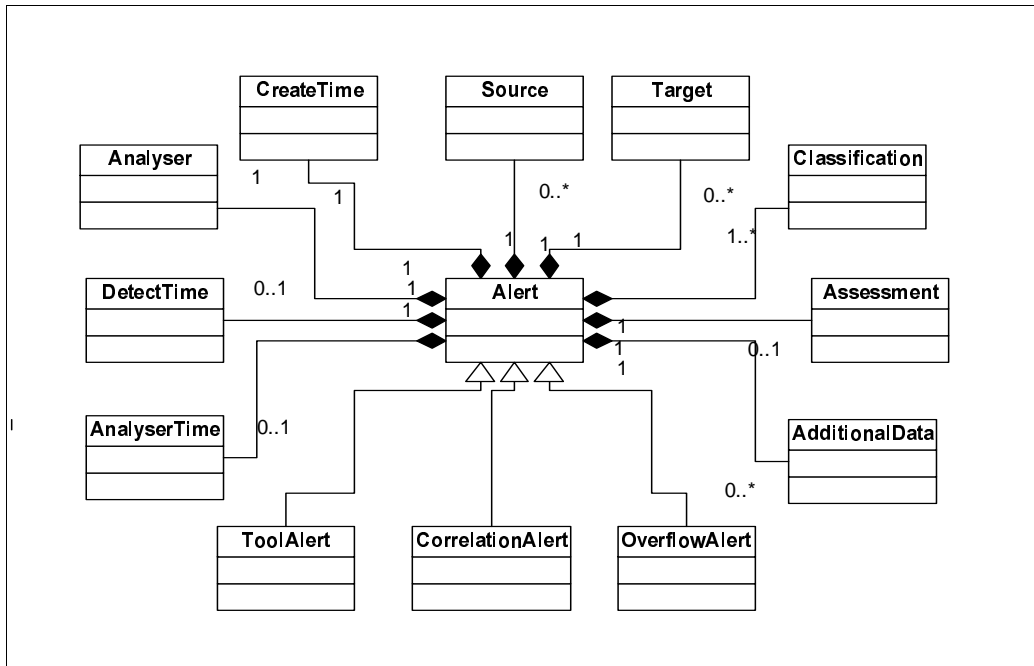 CreateTime
Source
Target
Analyser
Classification
1
1
0..*
0..*
1..*
1
1
1
1
DetectTime
0..1
1
1
Alert
Assessment
1
1
0..1
1
AnalyserTime
0..1
AdditionalData
0..*
ToolAlert
CorrelationAlert
OverflowAlert